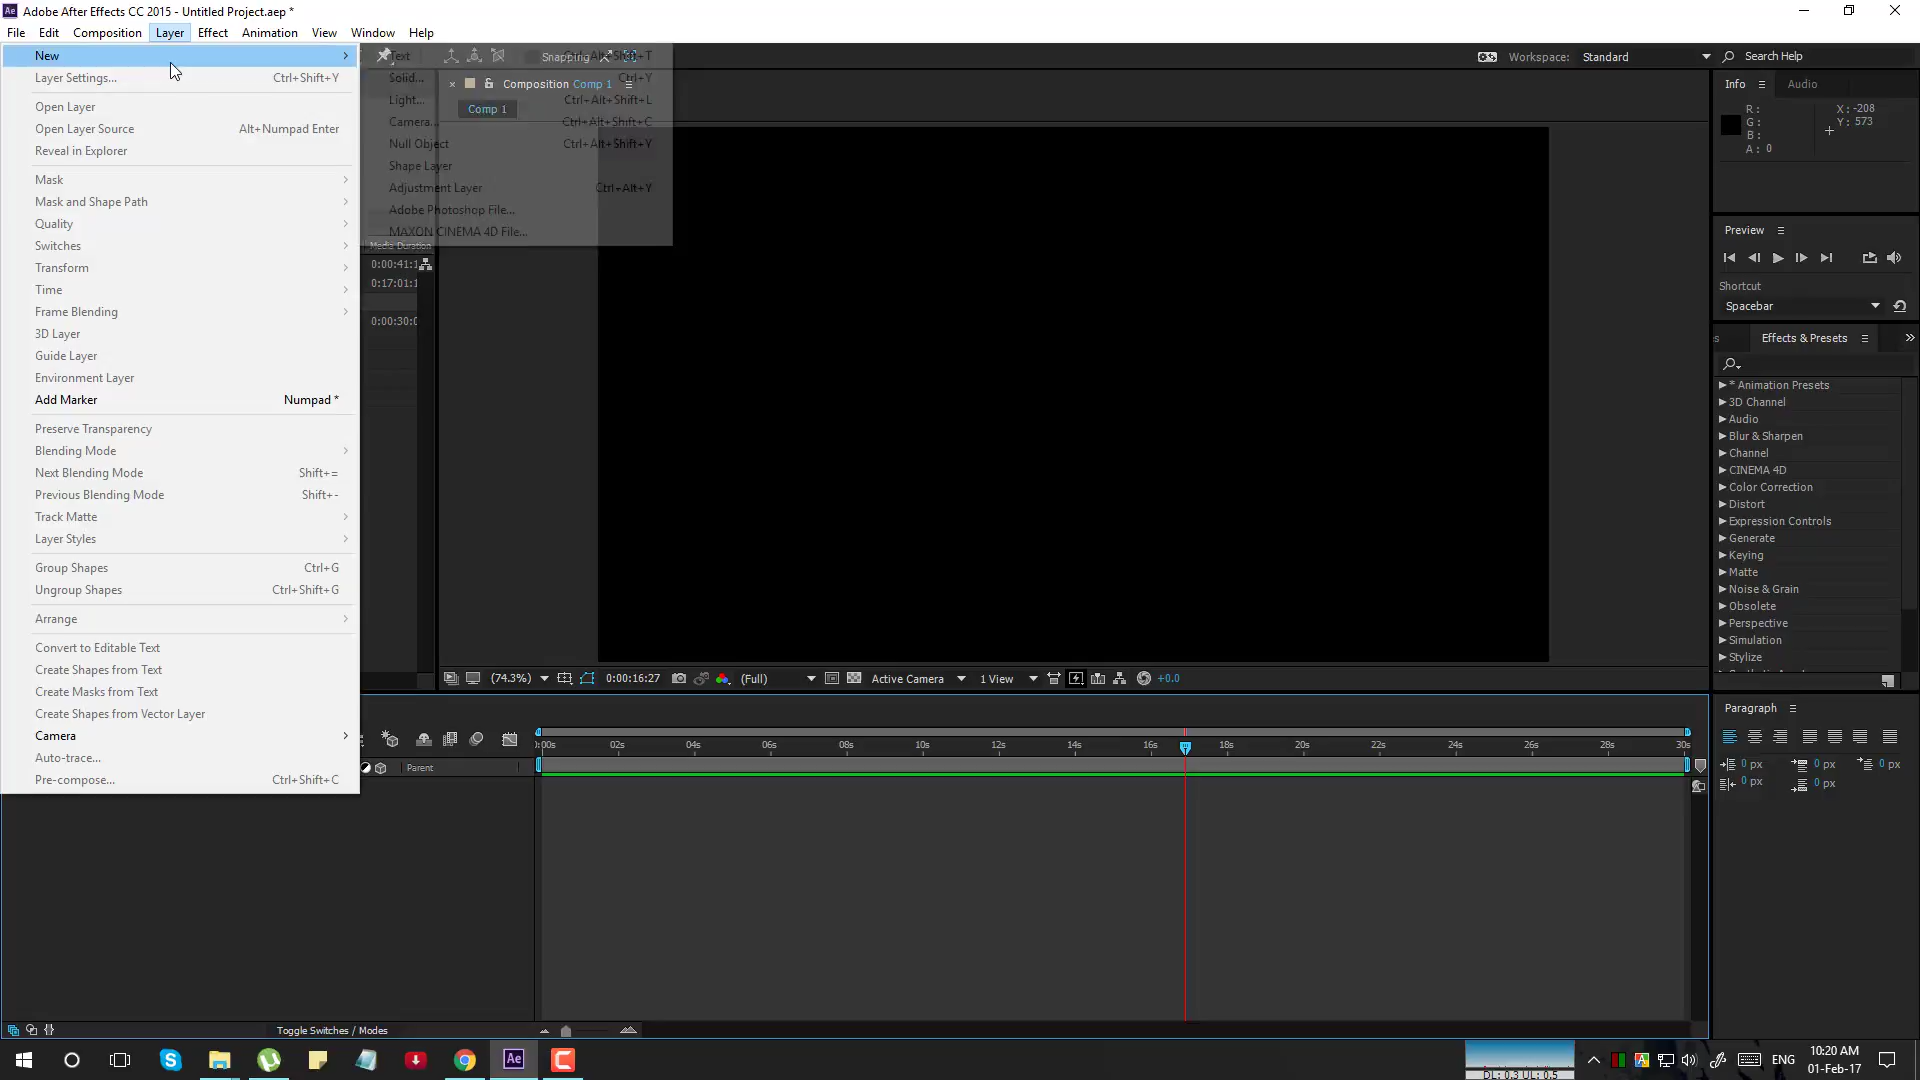 Adobe After Effects CC 2015 - Untitled Project.aep *
File Edit Composition Layer Effect Animation View Window Help
New
Layer Settings... Ctrl+Shift+Y
Open Layer
Open Layer Source Alt+Numpad Enter
Reveal in Explorer
Mask
Mask and Shape Path
Quality
Switches
Transform
Time
Frame Blending
3D Layer
Guide Layer
Environment Layer
Add Marker Numpad *
Preserve Transparency
Blending Mode
Next Blending Mode Shift+=
Previous Blending Mode Shift+-
Track Matte
Layer Styles
Group Shapes Ctrl+G
Ungroup Shapes Ctrl+Shift+G
Arrange
Convert to Editable Text
Create Shapes from Text
Create Masks from Text
Create Shapes from Vector Layer
Camera
Auto-trace...
Pre-compose... Ctrl+Shift+C
Text Ctrl+Alt+Shift+T
Solid... Ctrl+Y
Light... Ctrl+Alt+Shift+L
Camera... Ctrl+Alt+Shift+C
Null Object Ctrl+Alt+Shift+Y
Shape Layer
Adjustment Layer Ctrl+Alt+Y
Adobe Photoshop File...
MAXON CINEMA 4D File...
Snapping
Composition Comp 1
Comp 1
Media Duration
0:00:41:1
0:17:01:1
0:00:30:0
Workspace: Standard
Search Help
Info Audio
R: X: -208
G: Y: 573
B:
A: 0
Preview
Shortcut
Spacebar
Effects & Presets
* Animation Presets
3D Channel
Audio
Blur & Sharpen
Channel
CINEMA 4D
Color Correction
Distort
Expression Controls
Generate
Keying
Matte
Noise & Grain
Obsolete
Perspective
Simulation
Stylize
(74.3%) 0:00:16:27 (Full) Active Camera 1 View +0.0
Paragraph
0 px 0 px 0 px
0 px 0 px
:00s 02s 04s 06s 08s 10s 12s 14s 16s 18s 20s 22s 24s 26s 28s 30s
Parent
Toggle Switches / Modes
DL: 0.3 UL: 0.5
ENG
10:20 AM
01-Feb-17